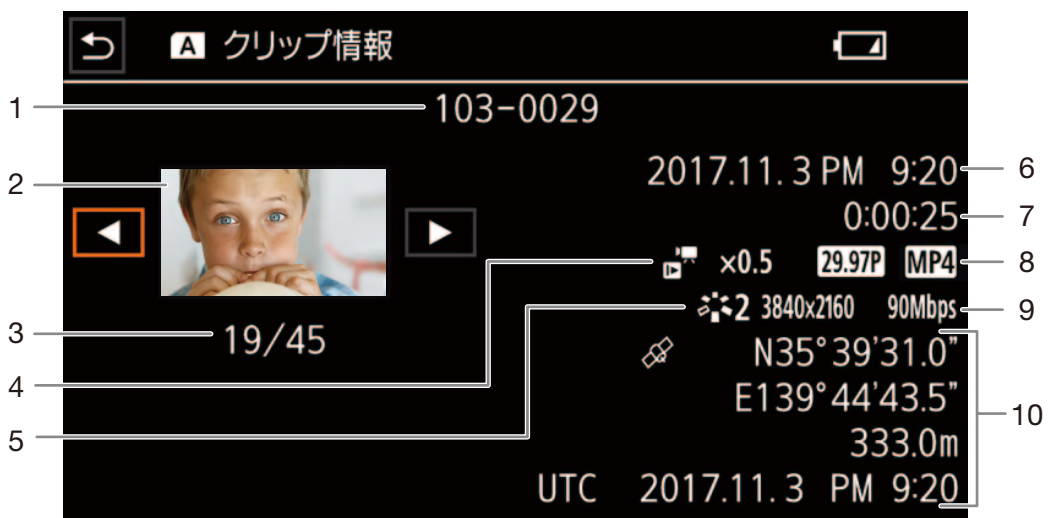 A クリップ情報
1 103-0029
2
2017.11. 3 PM 9:20 6
0:00:25 7
×0.5 29.97P MP4 8
2 3840x2160 90Mbps 9
3 19/45
4
5
N35°39'31.0"
E139°44'43.5"
333.0m
UTC 2017.11. 3 PM 9:20
10